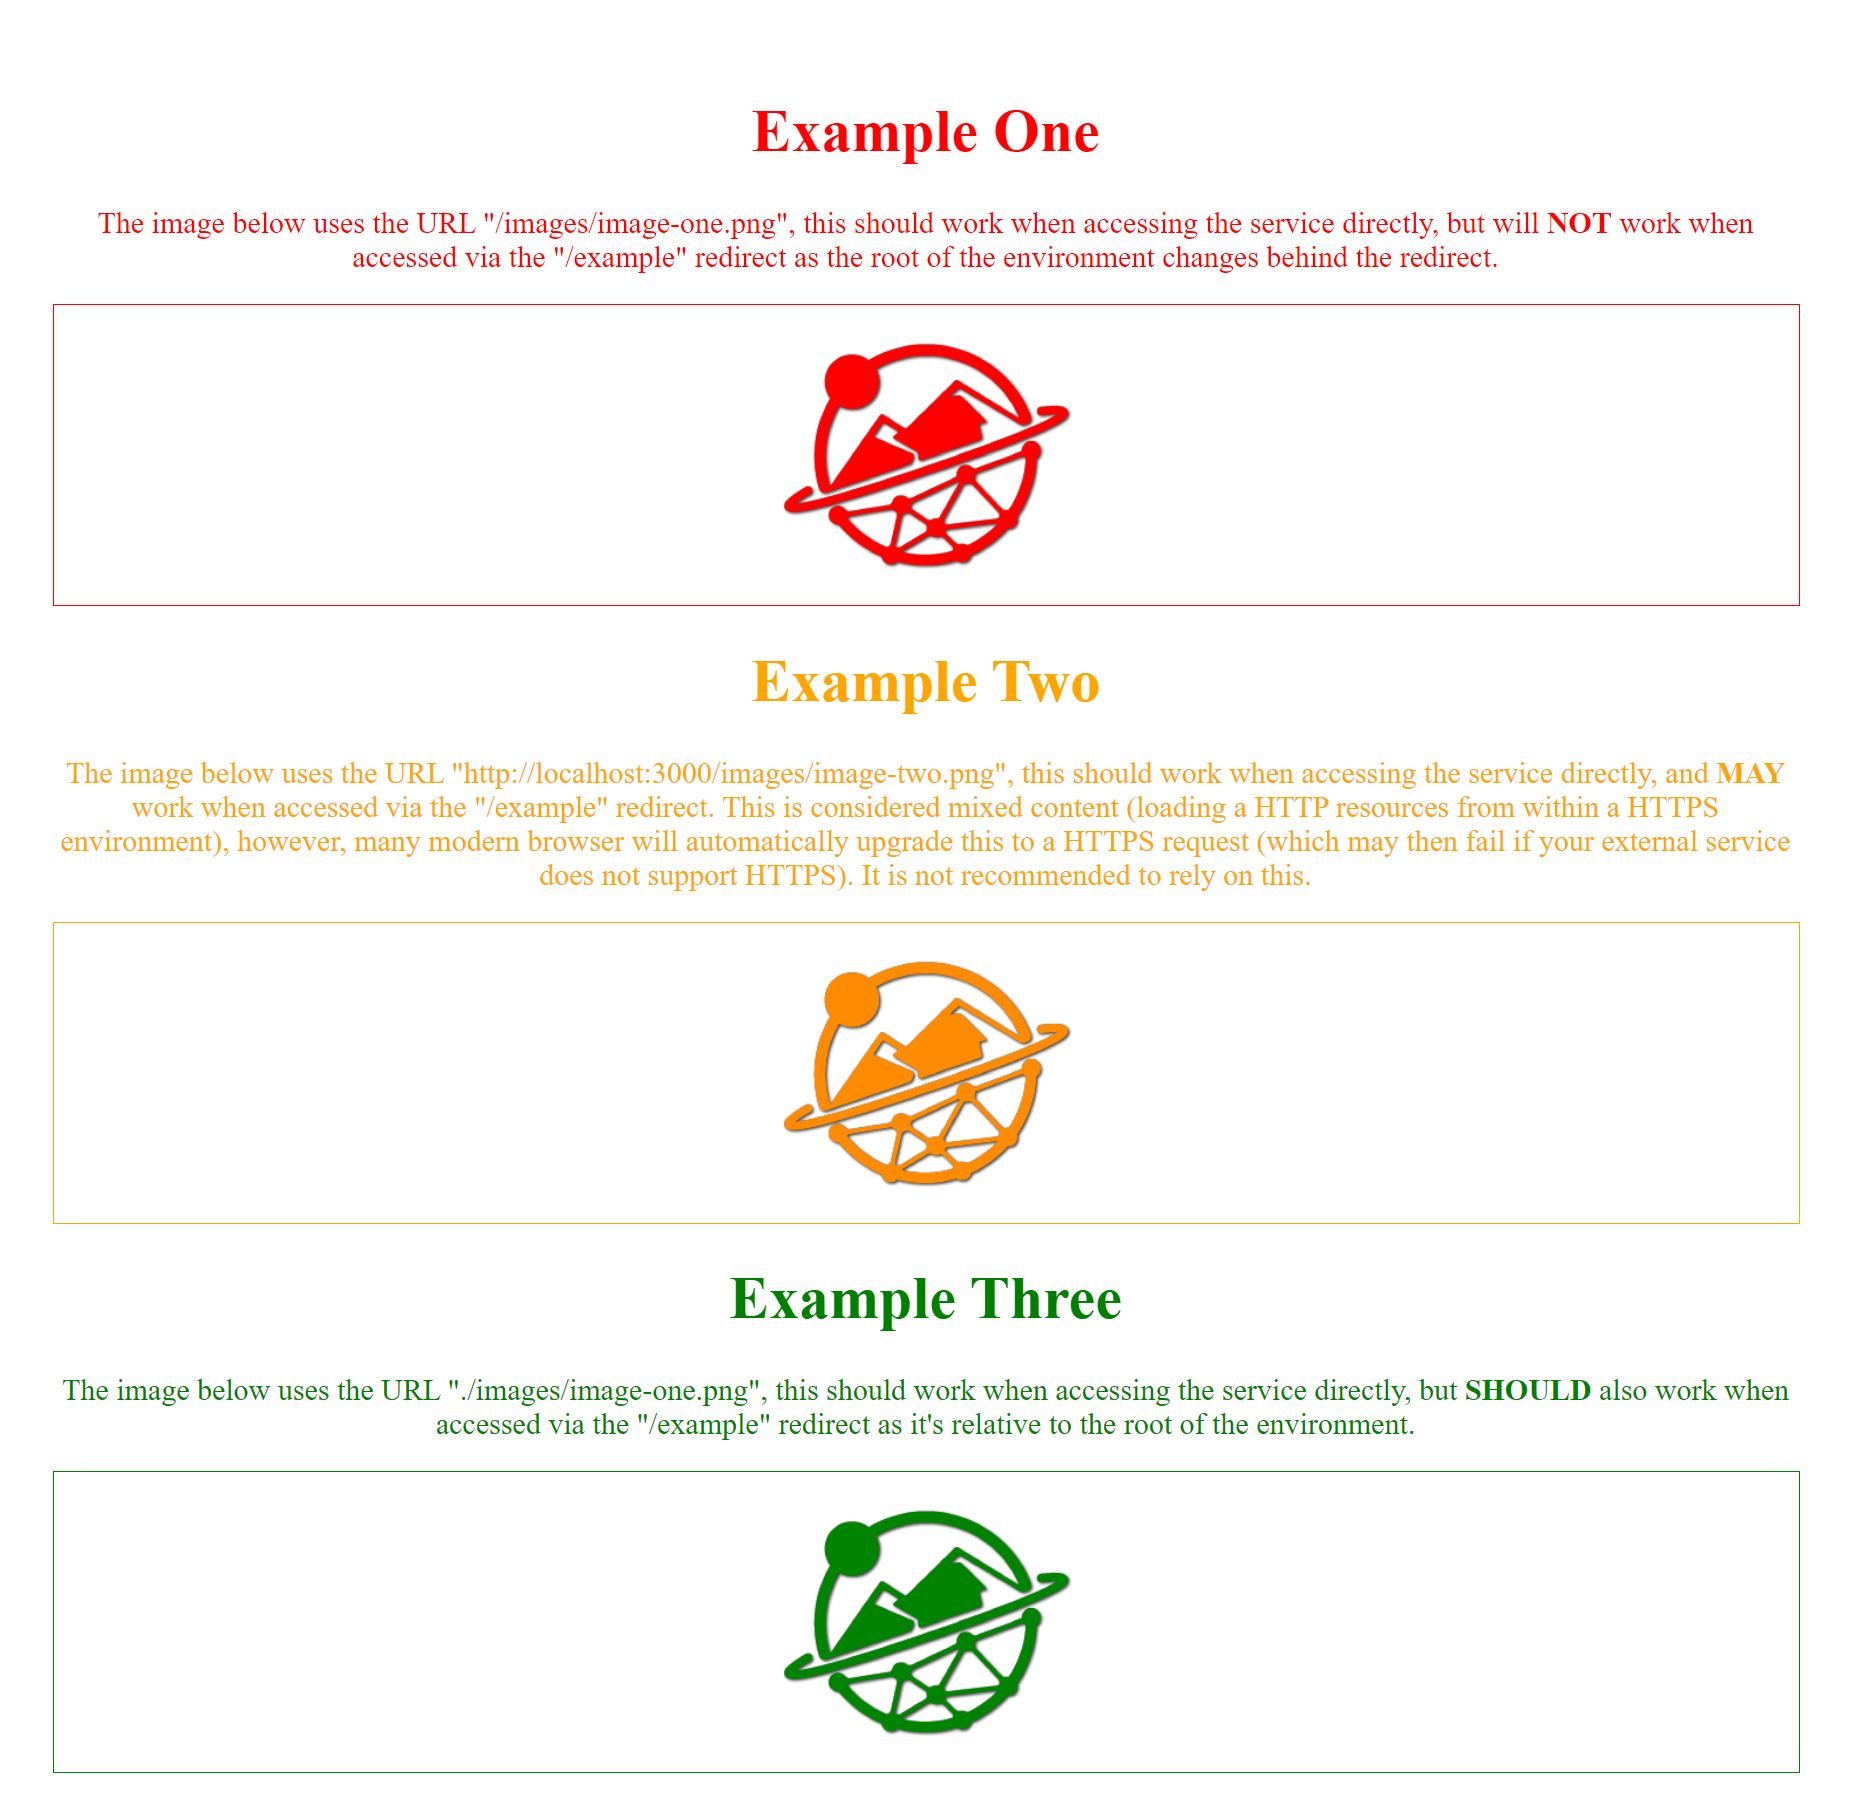 Example One
The image below uses the URL "/images/image-one.png", this should work when accessing the service directly, but will NOT work when
accessed via the "/example" redirect as the root of the environment changes behind the redirect.
Example Two
The image below uses the URL "http://localhost:3000/images/image-two.png", this should work when accessing the service directly, and MAY
work when accessed via the "/example" redirect. This is considered mixed content (loading a HTTP resources from within a HTTPS
environment), however, many modern browser will automatically upgrade this to a HTTPS request (which may then fail if your external service
does not support HTTPS). It is not recommended to rely on this.
Example Three
The image below uses the URL "./images/image-one.png", this should work when accessing the service directly, but SHOULD also work when
accessed via the "/example" redirect as it's relative to the root of the environment.